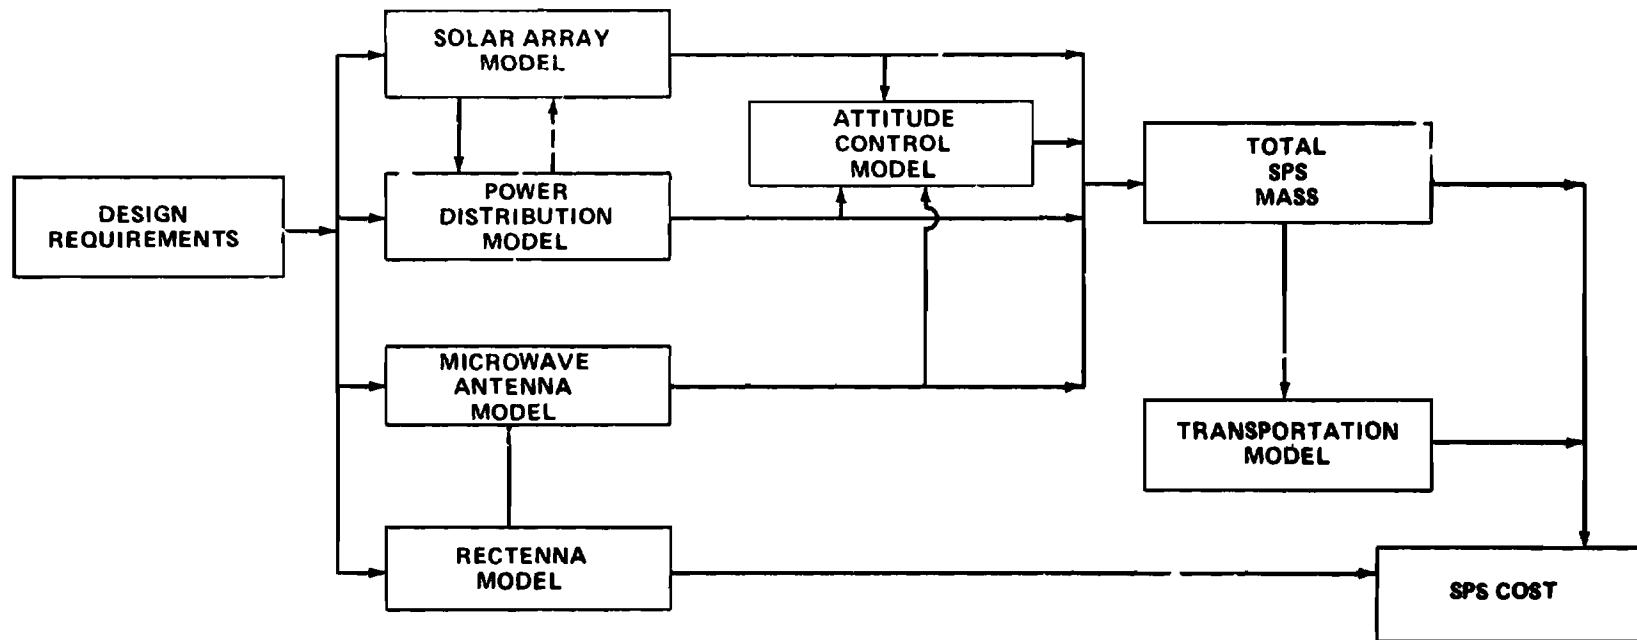 SOLAR ARRAY
MODEL
ATTITUDE
CONTROL
MODEL
TOTAL
SPS
MASS
DESIGN
REQUIREMENTS
POWER
DISTRIBUTION
MODEL
MICROWAVE
ANTENNA
MODEL
TRANSPORTATION
MODEL
RECTENNA
MODEL
SPS COST